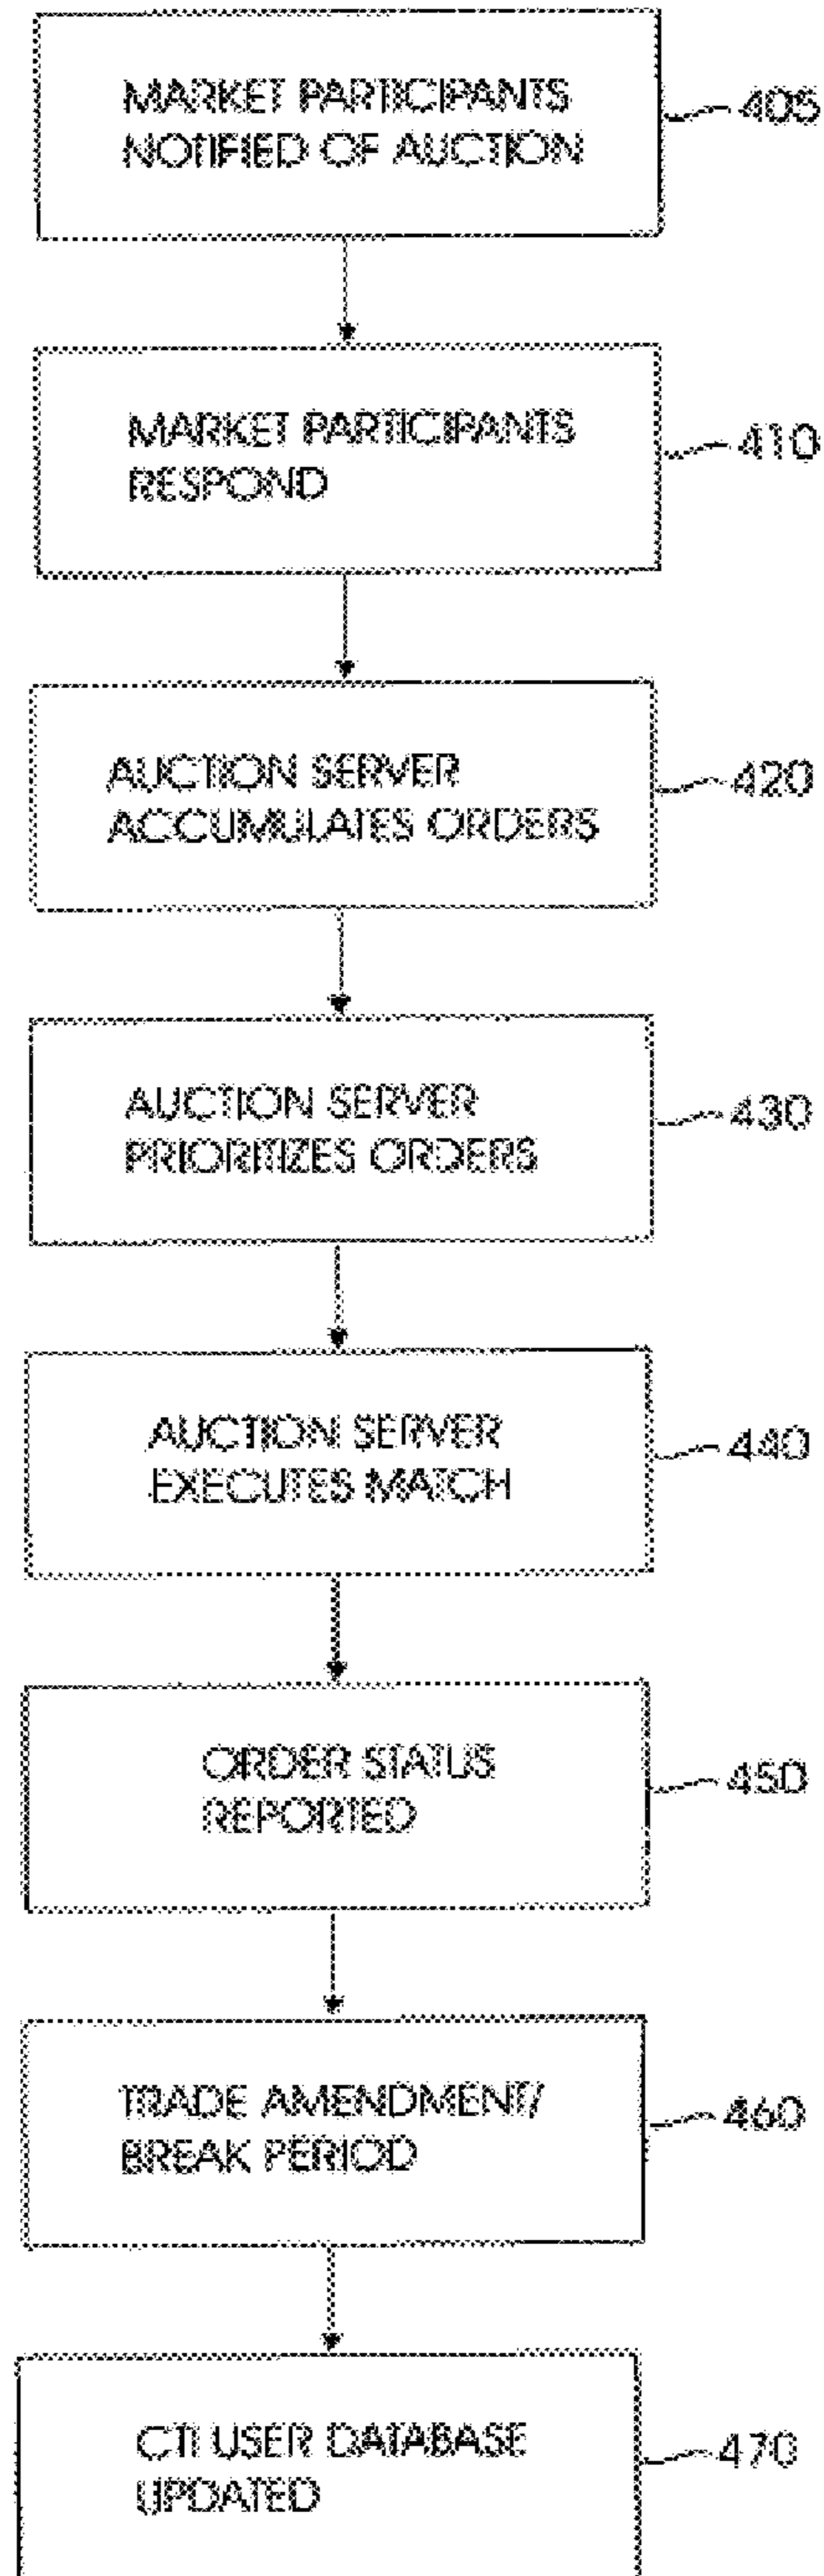 MARKET PARTICIPANTS
NOTIFIED OF AUCTION
405
MARKET PARTICIPANTS
RESPOND
410
AUCTION SERVER
ACCUMULATES ORDERS
420
AUCTION SERVER
PRIORITIZES ORDERS
430
AUCTION SERVER
EXECUTES MATCH
440
ORDER STATUS
REPORTED
450
TRADE AMENDMENT/
BREAK PERIOD
460
CTI USER DATABASE
UPDATED
470